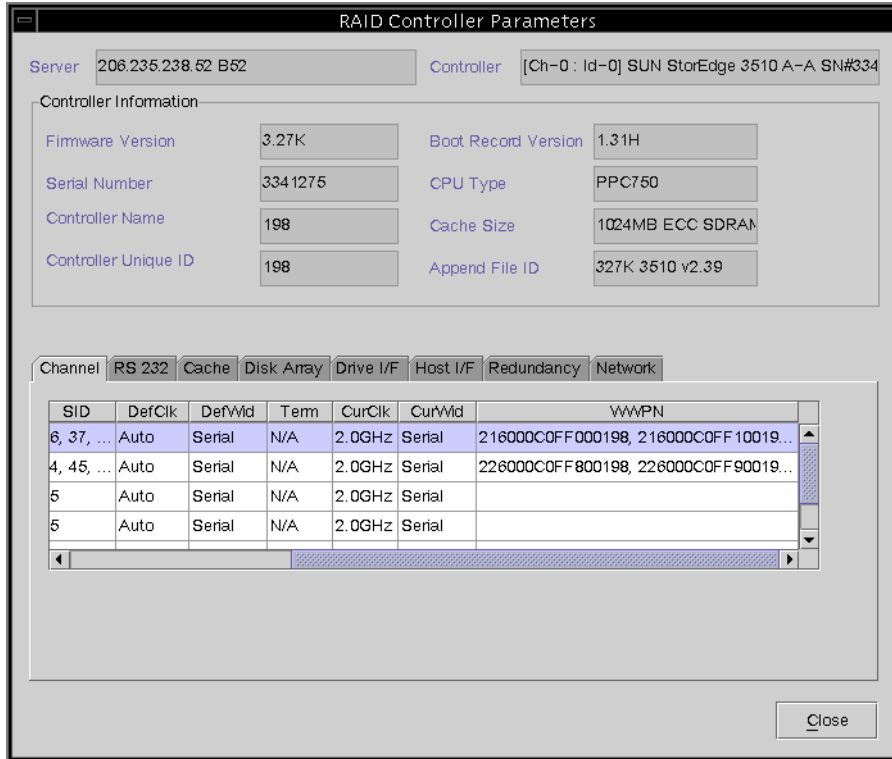 RAID Controller Parameters
Server 206.235.238.52 B52 Controller [Ch-0 : Id-0] SUN StorEdge 3510 A-A SN#334
Controller Information
Firmware Version 3.27K Boot Record Version 1.31H
Serial Number 3341275 CPU Type PPC750
Controller Name 198 Cache Size 1024MB ECC SDRAM
Controller Unique ID 198 Append File ID 327K 3510 v2.39
Channel RS 232 Cache Disk Array Drive I/F Host I/F Redundancy Network
SID DefClk DefWid Term CurClk CurWid WWPN
6, 37, ... Auto Serial N/A 2.0GHz Serial 216000C0FF000198, 216000C0FF10019...
4, 45, ... Auto Serial N/A 2.0GHz Serial 226000C0FF800198, 226000C0FF90019...
5 Auto Serial N/A 2.0GHz Serial
5 Auto Serial N/A 2.0GHz Serial
Close